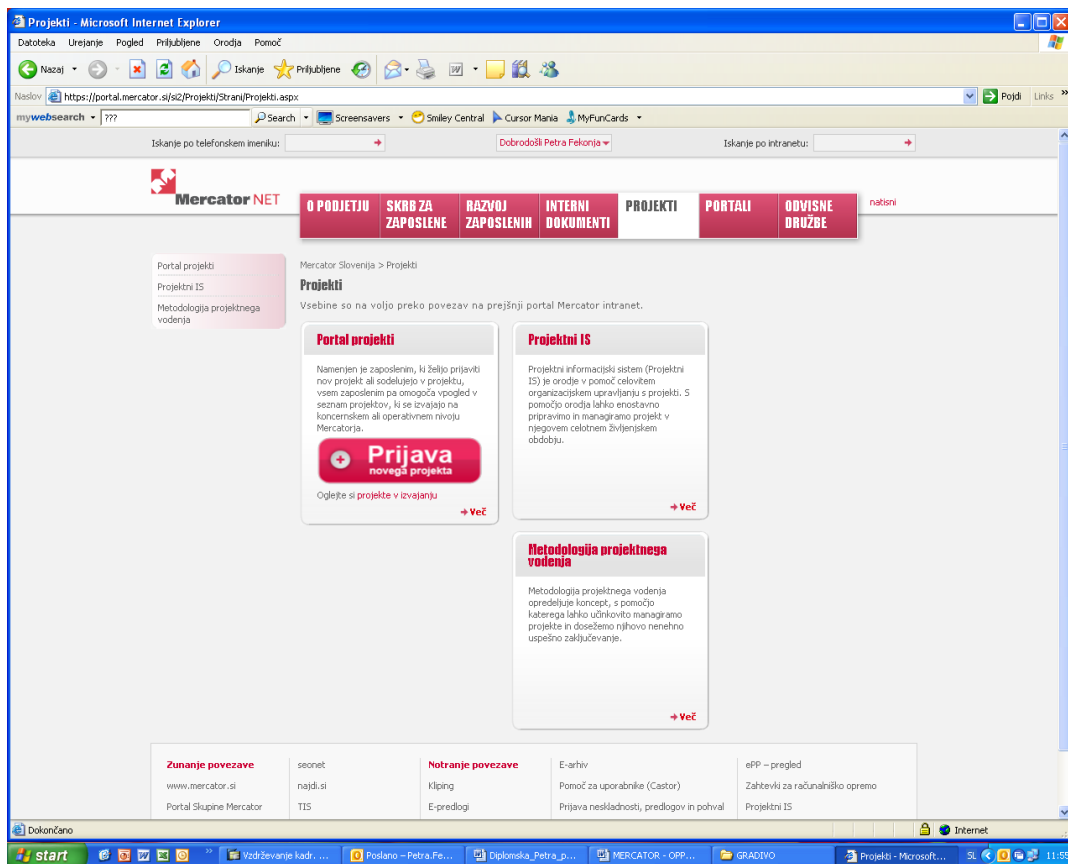 Projekti - Microsoft Internet Explorer
Datoteka Urejanje Pogled Priljubljene Orodja Pomoč
Nazaj Iskanje Priljubljene
Naslov https://portal.mercator.si/si2/Projekti/Strani/Projekti.aspx Pojdi Links »
mywebsearch ??? Search Screensavers Smiley Central Cursor Mania MyFunCards
Iskanje po telefonskem imeniku: Dobrodošli Petra Fekonja Iskanje po intranetu:
Mercator NET
O PODJETJU
SKRB ZA
ZAPOSLENE
RAZVOJ
ZAPOSLENIH
INTERNI
DOKUMENTI
PROJEKTI
PORTALI
ODVISNE
DRUŽBE
natisni
Portal projekti
Projektni IS
Metodologija projektnega
vodenja
Mercator Slovenija > Projekti
Projekti
Vsebine so na voljo preko povezav na prejšnji portal Mercator intranet.
Portal projekti
Namenjen je zaposlenim, ki želijo prijaviti
nov projekt ali sodelujejo v projektu,
vsem zaposlenim pa omogoča vpogled v
seznam projektov, ki se izvajajo na
koncernskem ali operativnem nivoju
Mercatorja.
Prijava
novega projekta
Oglejte si projekte v izvajanju
Več
Projektni IS
Projektni informacijski sistem (Projektni
IS) je orodje v pomoč celovitem
organizacijskem upravljanju s projekti. S
pomočjo orodja lahko enostavno
pripravimo in managiramo projekt v
njegovem celotnem življenjskem
obdobju.
Več
Metodologija projektnega
vodenja
Metodologija projektnega vodenja
opredeljuje koncept, s pomočjo
katerega lahko učinkovito managiramo
projekte in dosežemo njihovo nenehno
uspešno zaključevanje.
Več
Zunanje povezave seonet Notranje povezave E-arhiv ePP – pregled
www.mercator.si najdi.si Kliping Pomoč za uporabnike (Castor) Zahtevki za računalniško opremo
Portal Skupine Mercator TIS E-predlogi Prijava neskladnosti, predlogov in pohval Projektni IS
Dokončano Internet
start » Vzdrževanje kadr. ... Poslano – Petra.Fe... Diplomska_Petra_p... MERCATOR - OPP... GRADIVO Projekti - Microsoft... SL 11:55